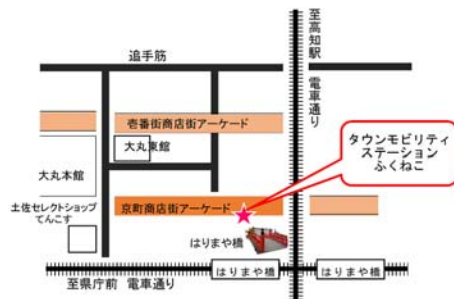 至高知駅
電車通り
追手筋
壱番街商店街アーケード
大丸東館
タウンモビリティ
ステーション
ふくねこ
大丸本館
土佐セレクトショップ
てんこす
京町商店街アーケード
はりまや橋
はりまや橋
はりまや橋
至県庁前 電車通り